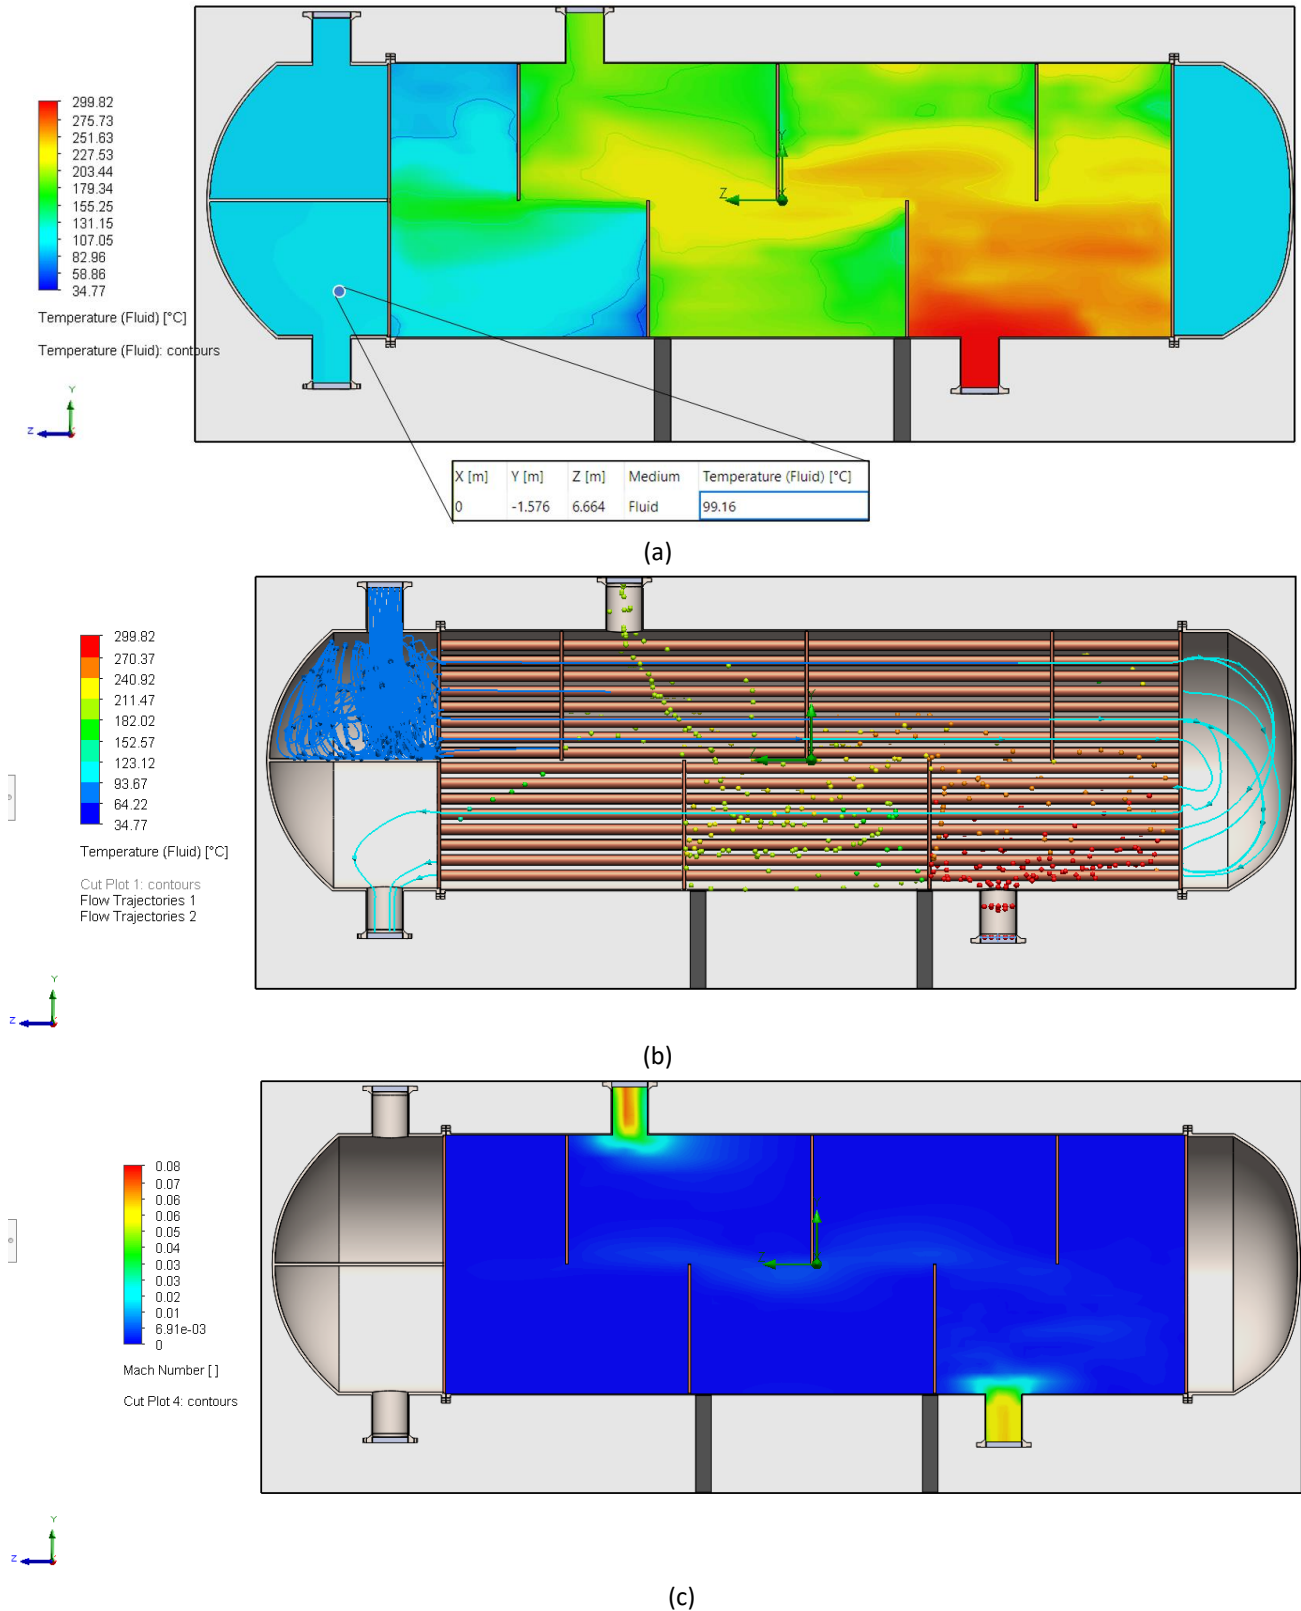 299.82
275.73
251.63
227.53
203.44
179.34
155.25
131.15
107.05
82.96
58.86
34.77
Temperature (Fluid) [°C]
Temperature (Fluid): contours
Y
Z
Y
Z
X [m] Y [m] Z [m] Medium Temperature (Fluid) [°C]
0 -1.576 6.664 Fluid 99.16
(a)
299.82
270.37
240.92
211.47
182.02
152.57
123.12
93.67
64.22
34.77
Temperature (Fluid) [°C]
Cut Plot 1: contours
Flow Trajectories 1
Flow Trajectories 2
Y
Z
(b)
0.08
0.07
0.06
0.06
0.04
0.03
0.03
0.02
0.01
6.91e-03
0
Mach Number [ ]
Cut Plot 4: contours
Y
Z
(c)